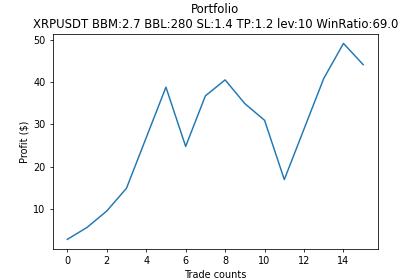 Portfolio
XRPUSDT BBM:2.7 BBL:280 SL:1.4 TP:1.2 lev:10 WinRatio:69.0
50
40
30
20
10
Profit ($)
0 2 4 6 8 10 12 14
Trade counts